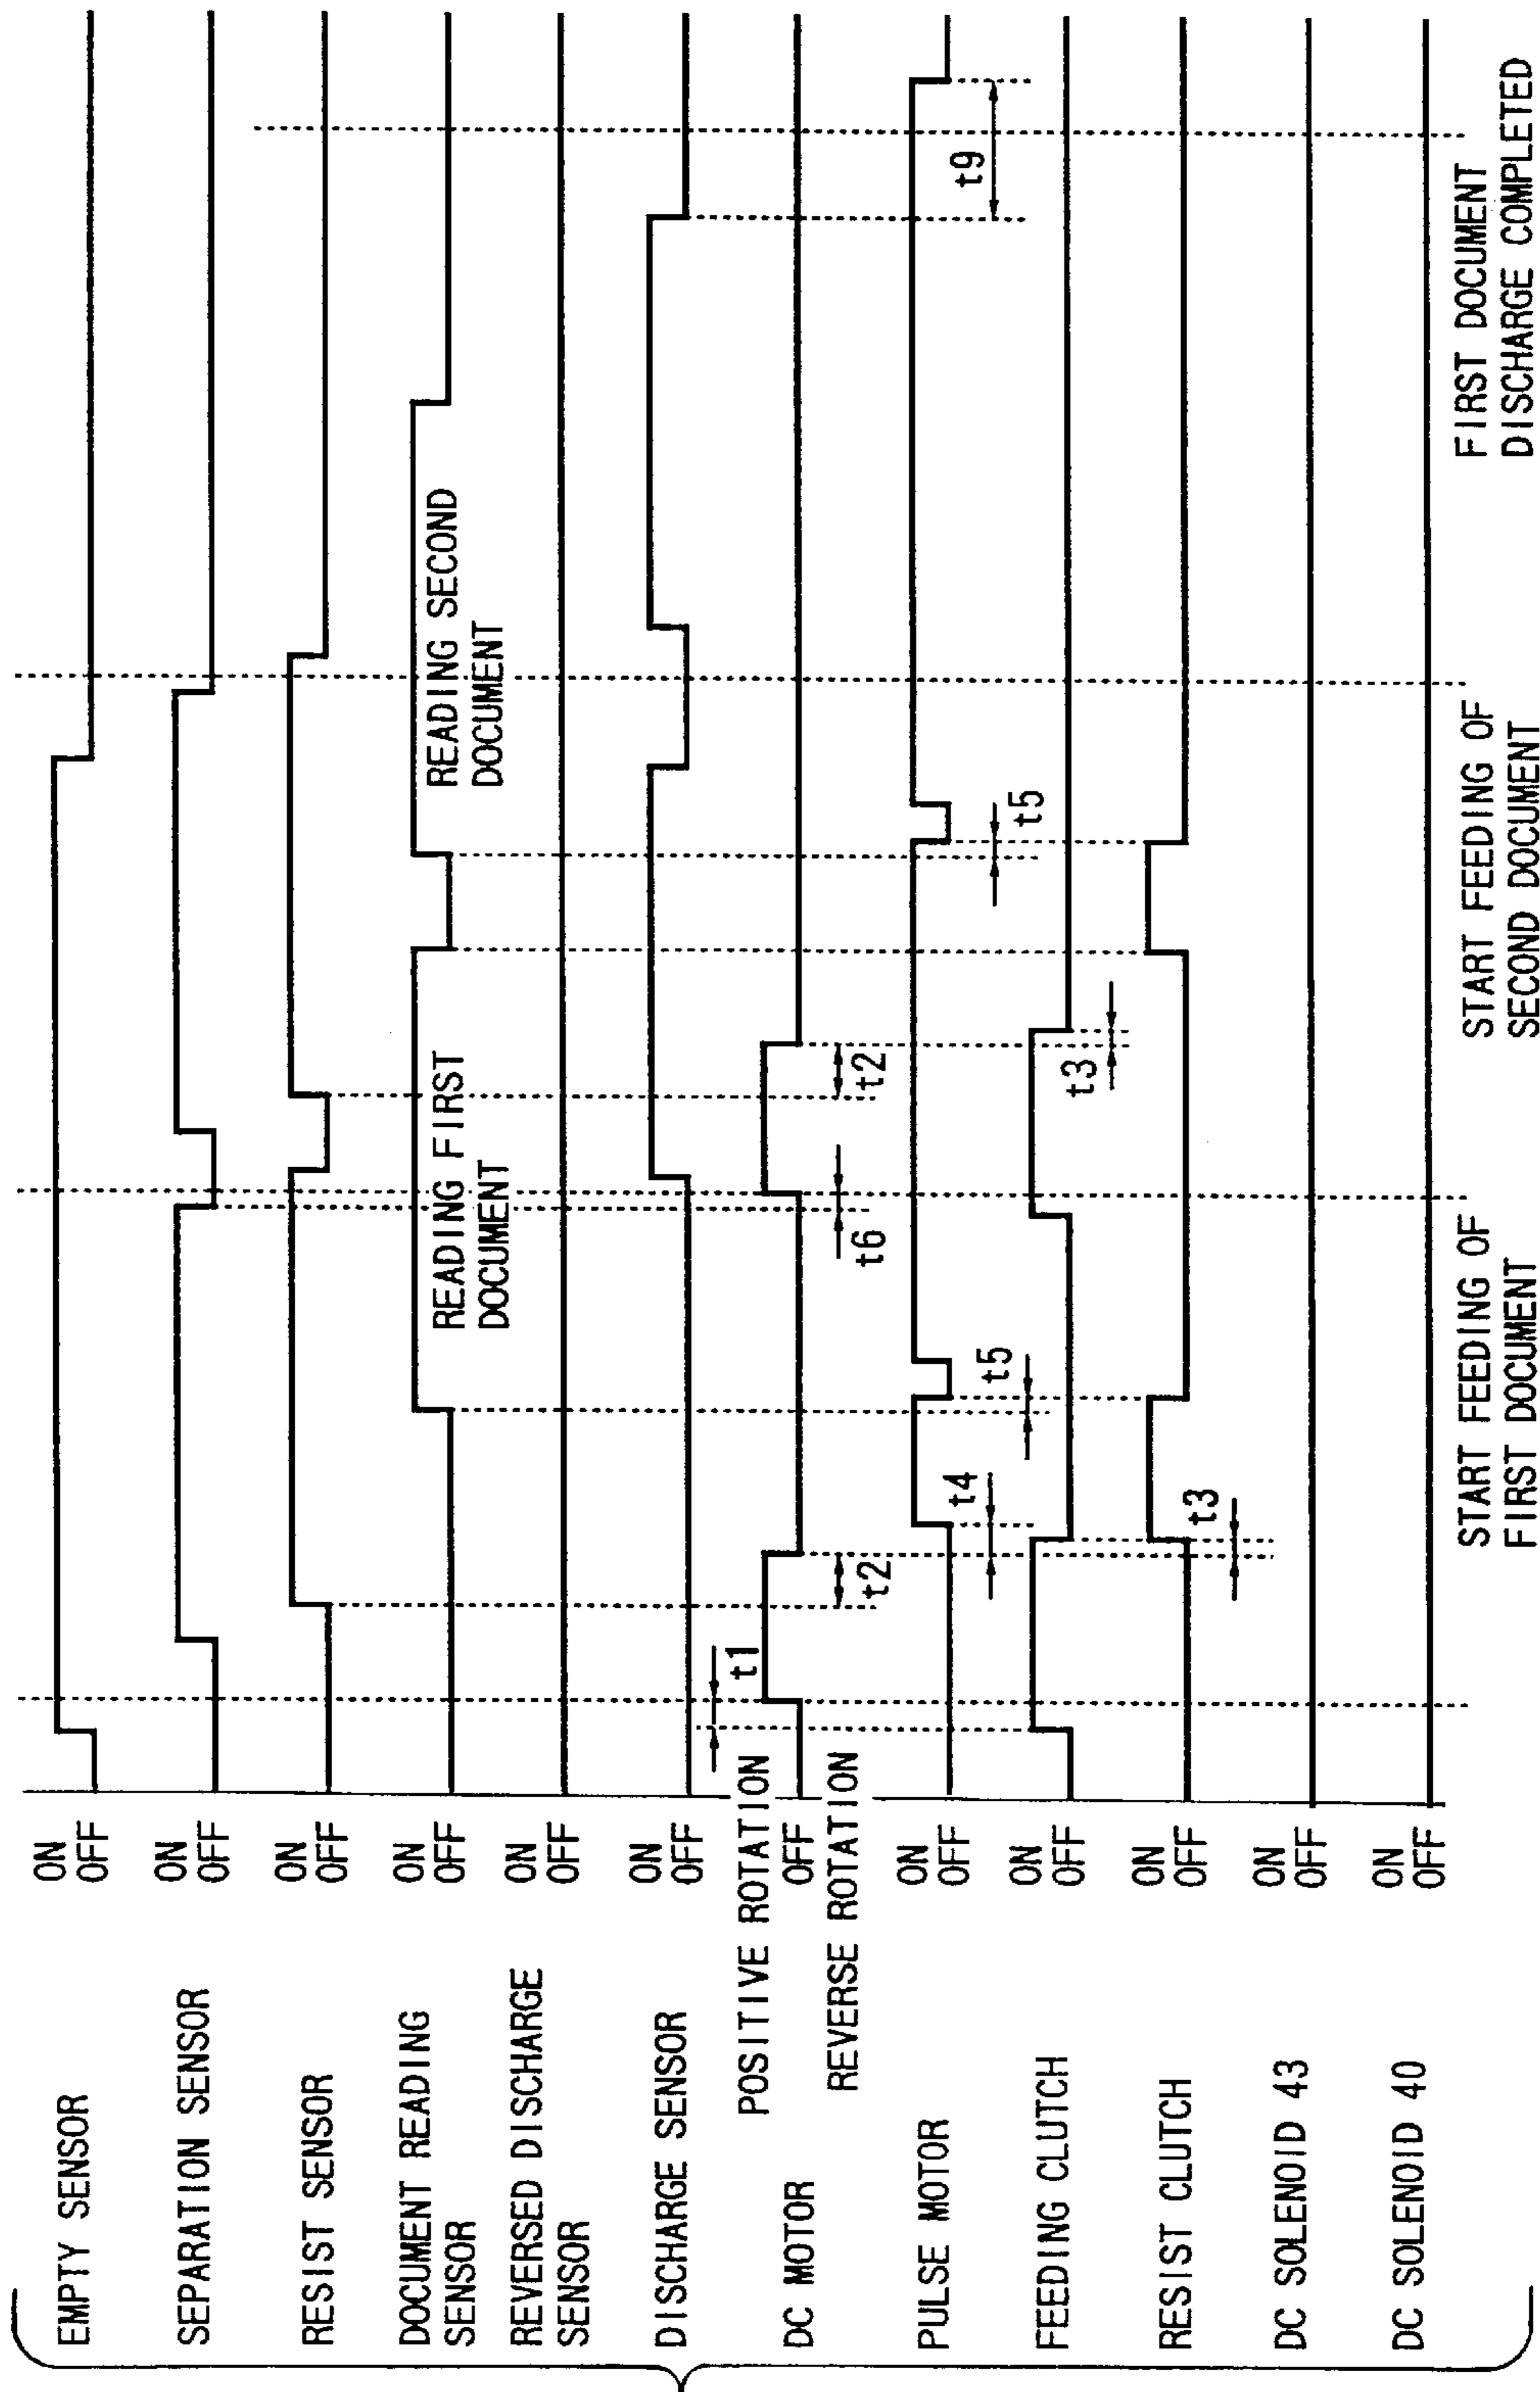 EMPTY SENSOR
ON
OFF
SEPARATION SENSOR
ON
OFF
RESIST SENSOR
ON
OFF
DOCUMENT READING
SENSOR
ON
OFF
READING FIRST
DOCUMENT
READING SECOND
DOCUMENT
REVERSED DISCHARGE
SENSOR
ON
OFF
DISCHARGE SENSOR
ON
OFF
t1
DC MOTOR
POSITIVE ROTATION
OFF
REVERSE ROTATION
t2
t6
t2
PULSE MOTOR
ON
OFF
t4
t5
t5
t9
FEEDING CLUTCH
ON
OFF
t3
RESIST CLUTCH
ON
OFF
t3
DC SOLENOID 43
ON
OFF
DC SOLENOID 40
ON
OFF
START FEEDING OF
FIRST DOCUMENT
START FEEDING OF
SECOND DOCUMENT
FIRST DOCUMENT
DISCHARGE COMPLETED